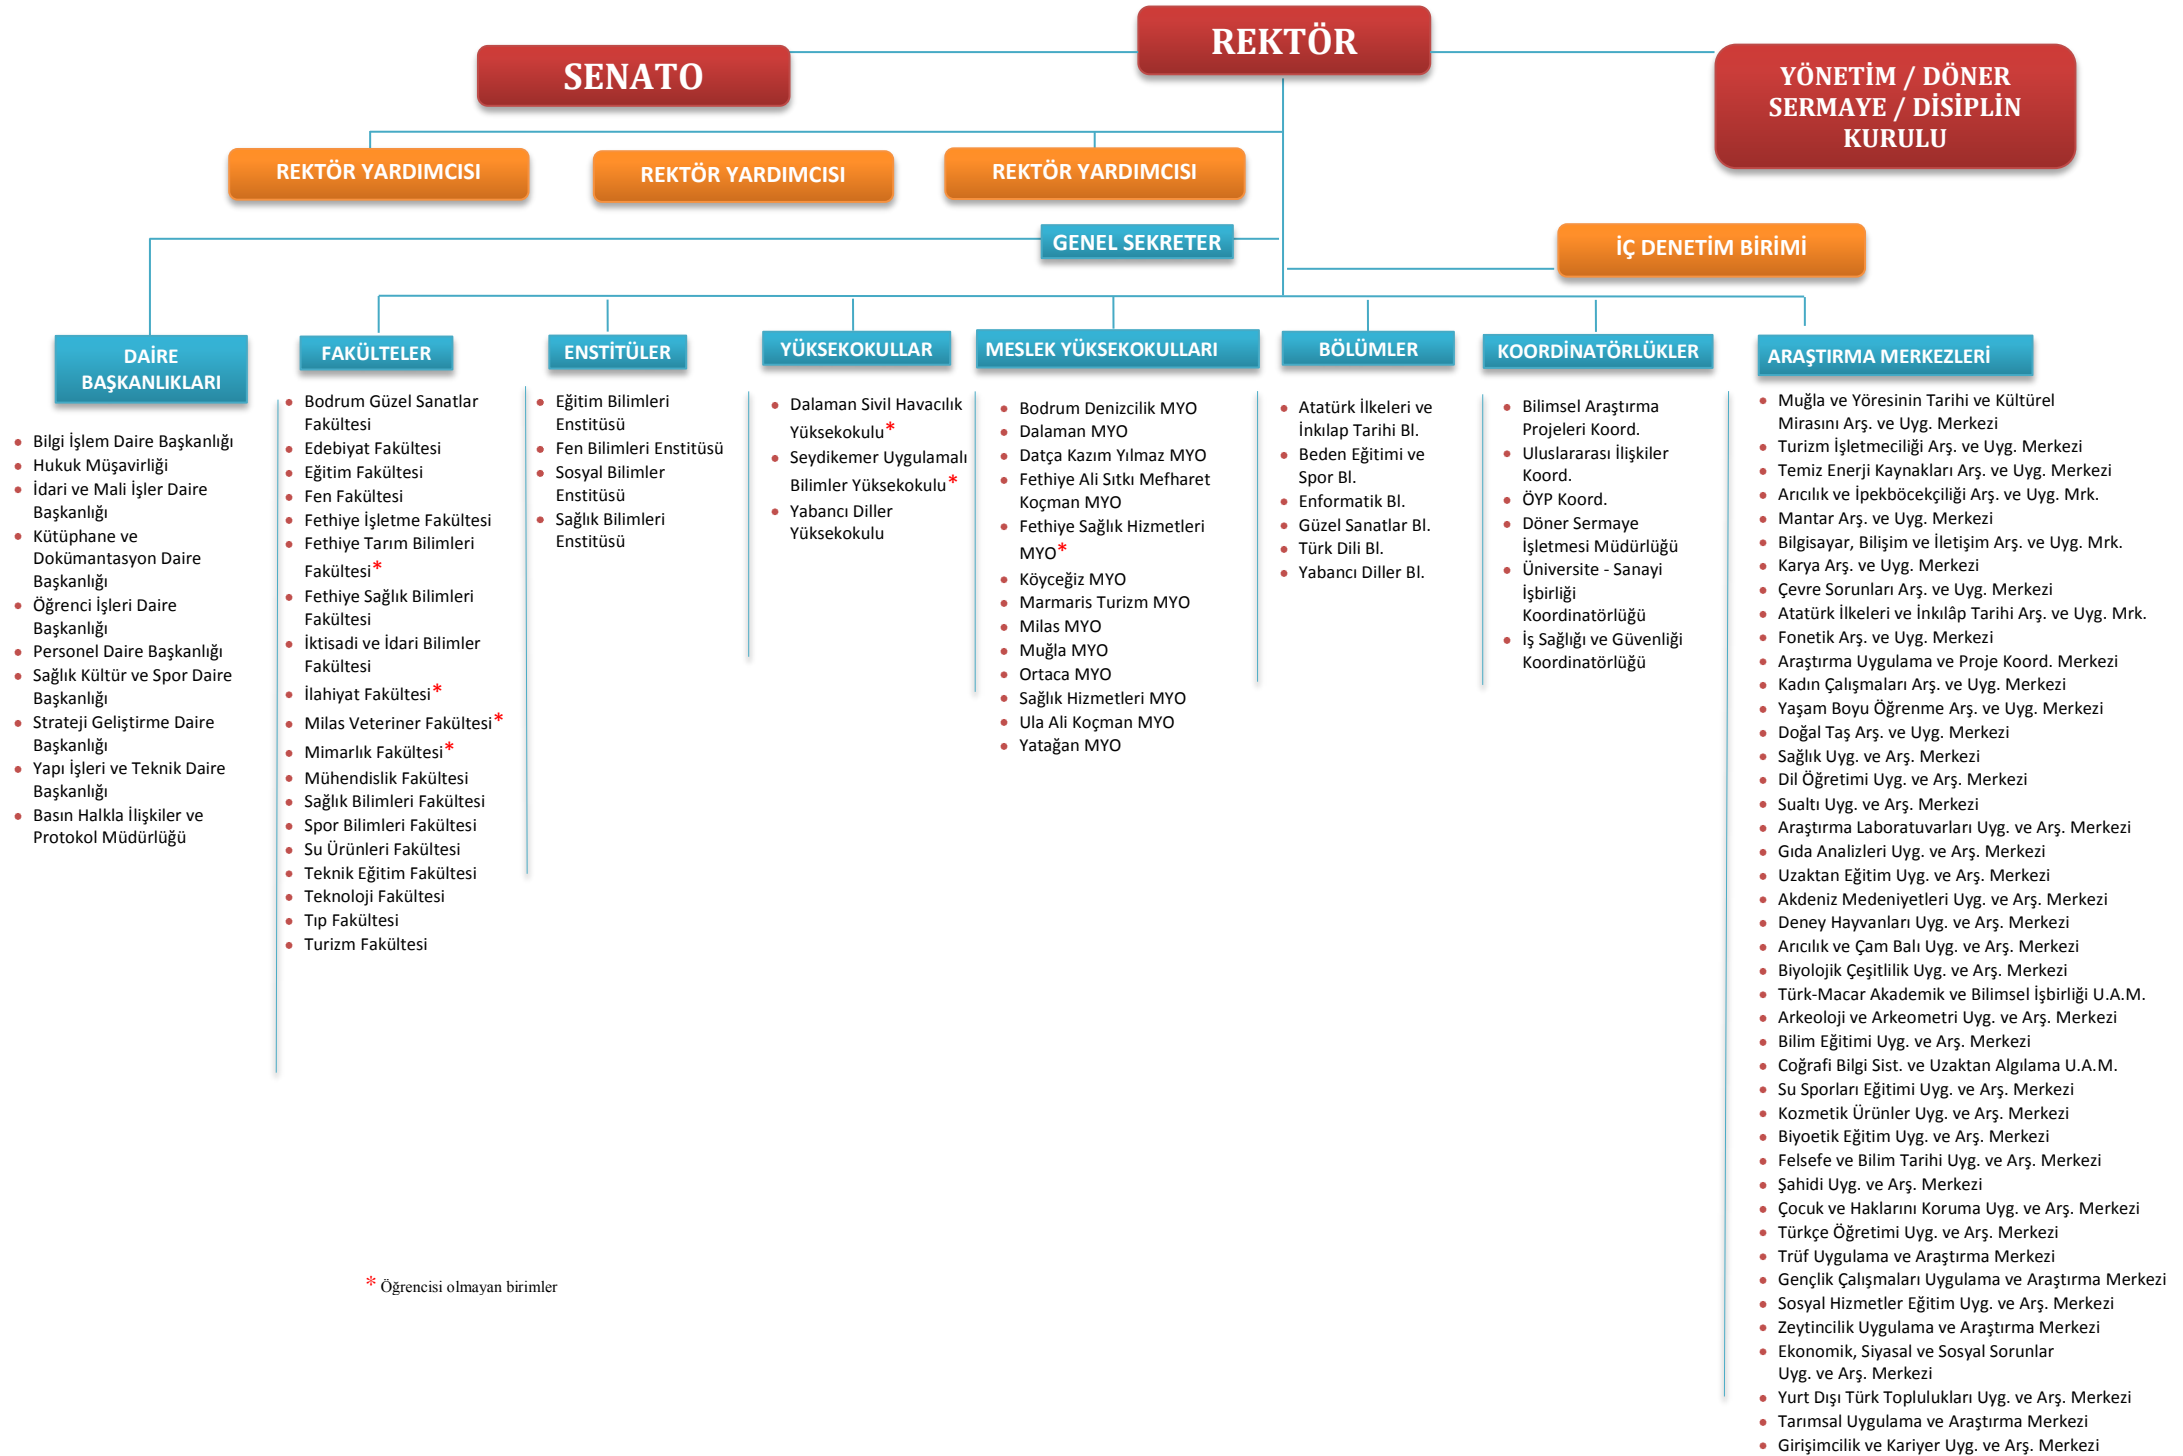 REKTÖR
SENATO
YÖNETİM / DÖNER
SERMAYE / DİSİPLİN
KURULU
REKTÖR YARDIMCISI
REKTÖR YARDIMCISI
REKTÖR YARDIMCISI
GENEL SEKRETER
İÇ DENETİM BİRİMİ
DAİRE
BAŞKANLIKLARI
• Bilgi İşlem Daire Başkanlığı
• Hukuk Müşavirliği
• İdari ve Mali İşler Daire
Başkanlığı
• Kütüphane ve
Dokümantasyon Daire
Başkanlığı
• Öğrenci İşleri Daire
Başkanlığı
• Personel Daire Başkanlığı
• Sağlık Kültür ve Spor Daire
Başkanlığı
• Strateji Geliştirme Daire
Başkanlığı
• Yapı İşleri ve Teknik Daire
Başkanlığı
• Basın Halkla İlişkiler ve
Protokol Müdürlüğü
FAKÜLTELER
• Bodrum Güzel Sanatlar
Fakültesi
• Edebiyat Fakültesi
• Eğitim Fakültesi
• Fen Fakültesi
• Fethiye İşletme Fakültesi
• Fethiye Tarım Bilimleri
Fakültesi*
• Fethiye Sağlık Bilimleri
Fakültesi
• İktisadi ve İdari Bilimler
Fakültesi
• İlahiyat Fakültesi*
• Milas Veteriner Fakültesi*
• Mimarlık Fakültesi*
• Mühendislik Fakültesi
• Sağlık Bilimleri Fakültesi
• Spor Bilimleri Fakültesi
• Su Ürünleri Fakültesi
• Teknik Eğitim Fakültesi
• Teknoloji Fakültesi
• Tıp Fakültesi
• Turizm Fakültesi
ENSTİTÜLER
• Eğitim Bilimleri
Enstitüsü
• Fen Bilimleri Enstitüsü
• Sosyal Bilimler
Enstitüsü
• Sağlık Bilimleri
Enstitüsü
YÜKSEKOKULLAR
• Dalaman Sivil Havacılık
Yüksekokulu*
• Seydikemer Uygulamalı
Bilimler Yüksekokulu*
• Yabancı Diller
Yüksekokulu
MESLEK YÜKSEKOKULLARI
• Bodrum Denizcilik MYO
• Dalaman MYO
• Datça Kazım Yılmaz MYO
• Fethiye Ali Sıtkı Mefharet
Koçman MYO
• Fethiye Sağlık Hizmetleri
MYO*
• Köyceğiz MYO
• Marmaris Turizm MYO
• Milas MYO
• Muğla MYO
• Ortaca MYO
• Sağlık Hizmetleri MYO
• Ula Ali Koçman MYO
• Yatağan MYO
BÖLÜMLER
• Atatürk İlkeleri ve
İnkılap Tarihi Bl.
• Beden Eğitimi ve
Spor Bl.
• Enformatik Bl.
• Güzel Sanatlar Bl.
• Türk Dili Bl.
• Yabancı Diller Bl.
KOORDİNATÖRLÜKLER
• Bilimsel Araştırma
Projeleri Koord.
• Uluslararası İlişkiler
Koord.
• ÖYP Koord.
• Döner Sermaye
İşletmesi Müdürlüğü
• Üniversite - Sanayi
İşbirliği
Koordinatörlüğü
• İş Sağlığı ve Güvenliği
Koordinatörlüğü
ARAŞTIRMA MERKEZLERİ
• Muğla ve Yöresinin Tarihi ve Kültürel
Mirasını Arş. ve Uyg. Merkezi
• Turizm İşletmeciliği Arş. ve Uyg. Merkezi
• Temiz Enerji Kaynakları Arş. ve Uyg. Merkezi
• Arıcılık ve İpekböcekçiliği Arş. ve Uyg. Mrk.
• Mantar Arş. ve Uyg. Merkezi
• Bilgisayar, Bilişim ve İletişim Arş. ve Uyg. Mrk.
• Karya Arş. ve Uyg. Merkezi
• Çevre Sorunları Arş. ve Uyg. Merkezi
• Atatürk İlkeleri ve İnkılâp Tarihi Arş. ve Uyg. Mrk.
• Fonetik Arş. ve Uyg. Merkezi
• Araştırma Uygulama ve Proje Koord. Merkezi
• Kadın Çalışmaları Arş. ve Uyg. Merkezi
• Yaşam Boyu Öğrenme Arş. ve Uyg. Merkezi
• Doğal Taş Arş. ve Uyg. Merkezi
• Sağlık Uyg. ve Arş. Merkezi
• Dil Öğretimi Uyg. ve Arş. Merkezi
• Sualtı Uyg. ve Arş. Merkezi
• Araştırma Laboratuvarları Uyg. ve Arş. Merkezi
• Gıda Analizleri Uyg. ve Arş. Merkezi
• Uzaktan Eğitim Uyg. ve Arş. Merkezi
• Akdeniz Medeniyetleri Uyg. ve Arş. Merkezi
• Deney Hayvanları Uyg. ve Arş. Merkezi
• Arıcılık ve Çam Balı Uyg. ve Arş. Merkezi
• Biyolojik Çeşitlilik Uyg. ve Arş. Merkezi
• Türk-Macar Akademik ve Bilimsel İşbirliği U.A.M.
• Arkeoloji ve Arkeometri Uyg. ve Arş. Merkezi
• Bilim Eğitimi Uyg. ve Arş. Merkezi
• Coğrafi Bilgi Sist. ve Uzaktan Algılama U.A.M.
• Su Sporları Eğitimi Uyg. ve Arş. Merkezi
• Kozmetik Ürünler Uyg. ve Arş. Merkezi
• Biyoetik Eğitim Uyg. ve Arş. Merkezi
• Felsefe ve Bilim Tarihi Uyg. ve Arş. Merkezi
• Şahidi Uyg. ve Arş. Merkezi
• Çocuk ve Haklarını Koruma Uyg. ve Arş. Merkezi
• Türkçe Öğretimi Uyg. ve Arş. Merkezi
• Trüf Uygulama ve Araştırma Merkezi
• Gençlik Çalışmaları Uygulama ve Araştırma Merkezi
• Sosyal Hizmetler Eğitim Uyg. ve Arş. Merkezi
• Zeytincilik Uygulama ve Araştırma Merkezi
• Ekonomik, Siyasal ve Sosyal Sorunlar
Uyg. ve Arş. Merkezi
• Yurt Dışı Türk Toplulukları Uyg. ve Arş. Merkezi
• Tarımsal Uygulama ve Araştırma Merkezi
• Girişimcilik ve Kariyer Uyg. ve Arş. Merkezi
* Öğrencisi olmayan birimler